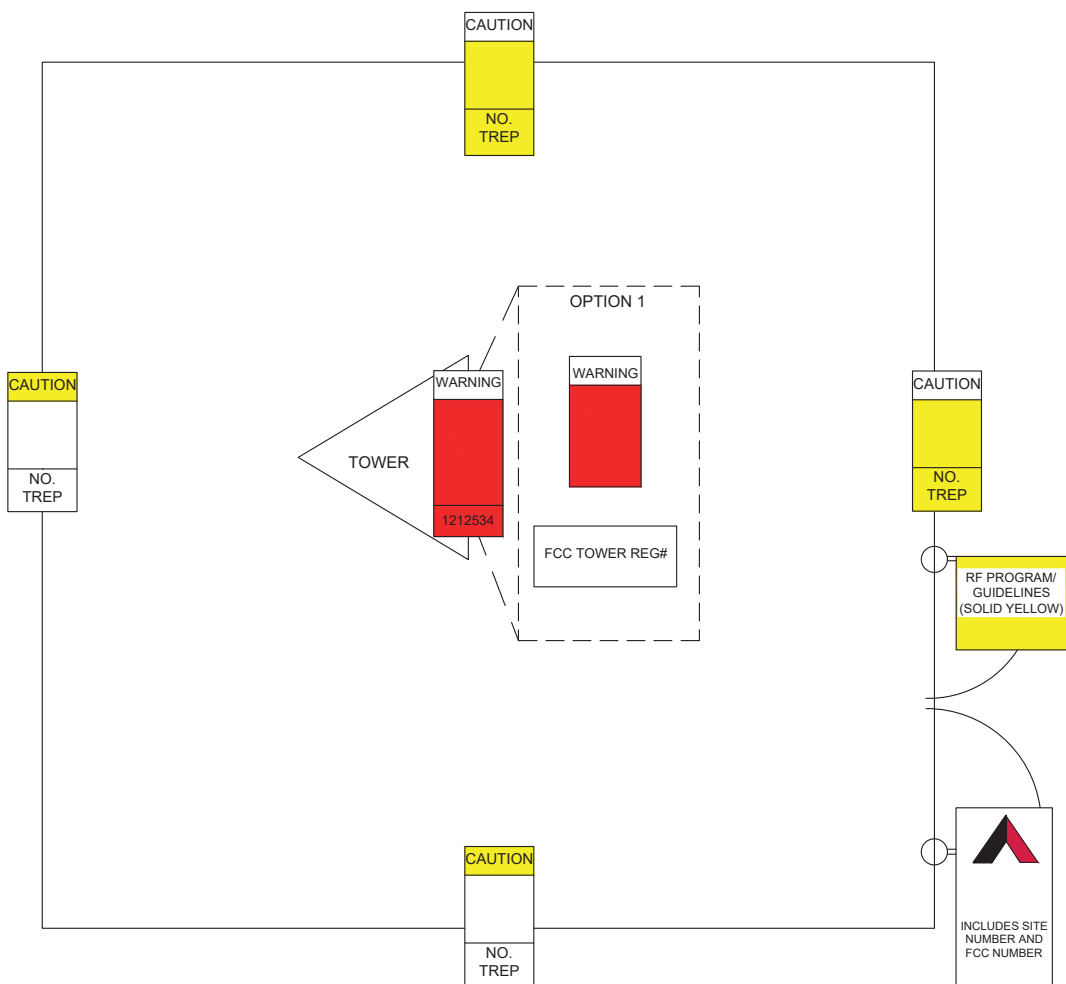 CAUTION
NO.
TREP
OPTION 1
WARNING
WARNING
CAUTION
CAUTION
TOWER
NO.
TREP
NO.
TREP
1212534
FCC TOWER REG#
RF PROGRAM/
GUIDELINES
(SOLID YELLOW)
CAUTION
NO.
TREP
INCLUDES SITE
NUMBER AND
FCC NUMBER